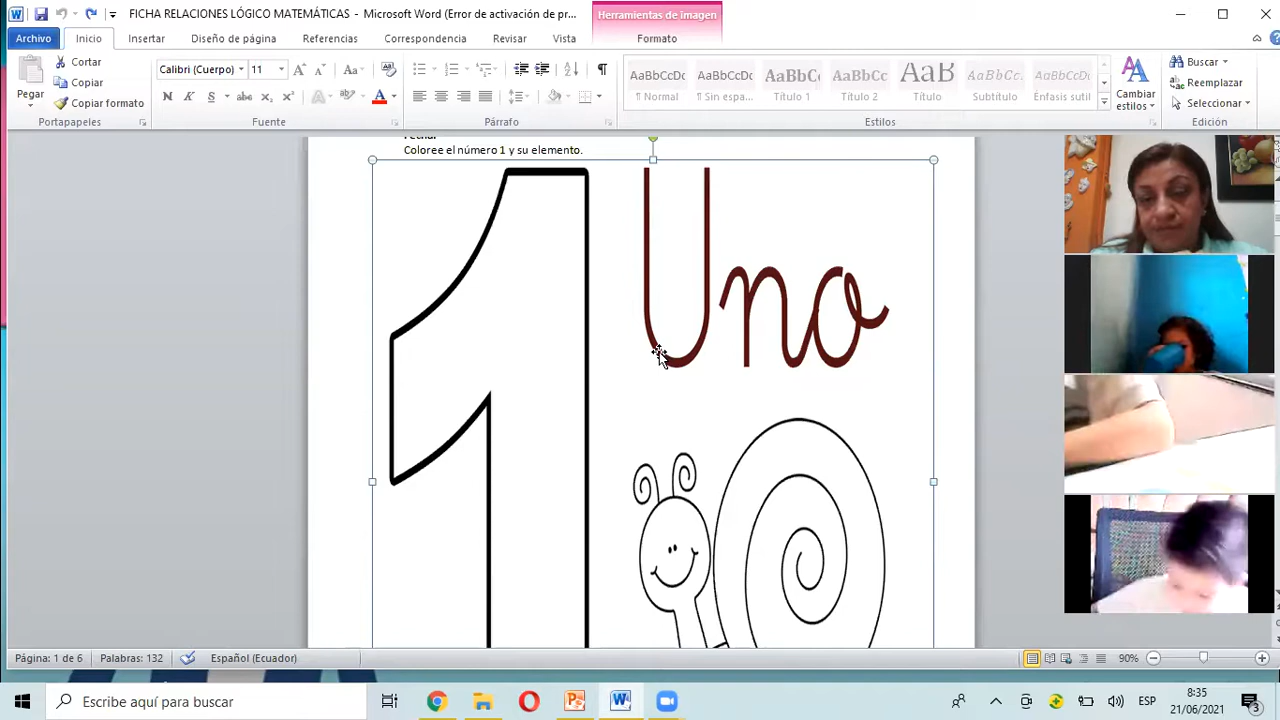 FICHA RELACIONES LÓGICO MATEMÁTICAS - Microsoft Word (Error de activación de pr...
Herramientas de imagen
Archivo Inicio Insertar Diseño de página Referencias Correspondencia Revisar Vista Formato
Pegar
Cortar
Copiar
Copiar formato
Portapapeles
Calibri (Cuerpo) 11
Fuente
Párrafo
AaBbCcDc AaBbCcDc AaBbCc AaBbCc AaB AaBbCcL AaBbCcDc
¶ Normal ¶ Sin espa... Título 1 Título 2 Título Subtítulo Énfasis sutil
Estilos
Cambiar estilos
Buscar
Reemplazar
Seleccionar
Edición
Coloree el número 1 y su elemento.
1 Uno
Página: 1 de 6 Palabras: 132 Español (Ecuador) 90%
Escribe aquí para buscar
ESP
8:35
21/06/2021
3